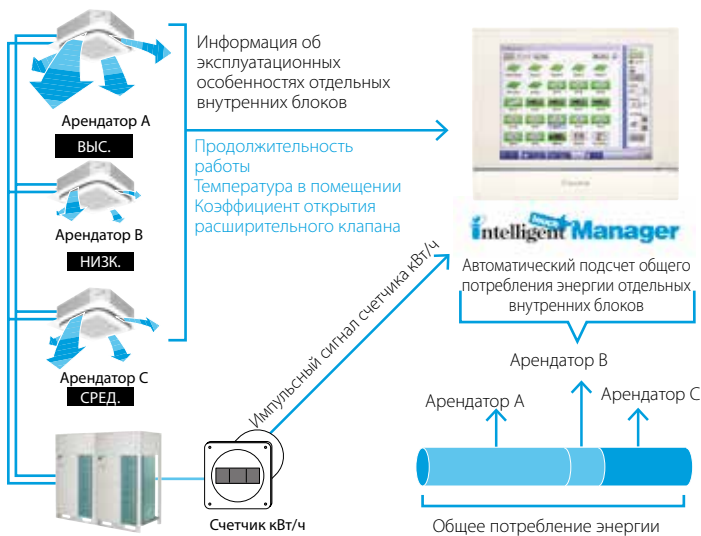 Арендатор A
ВЫС.
Арендатор B
НИЗК.
Арендатор C
СРЕД.
Информация об
эксплуатационных
особенностях отдельных
внутренних блоков
Продолжительность
работы
Температура в помещении
Коэффициент открытия
расширительного клапана
Импульсный сигнал счетчика кВт/ч
Счетчик кВт/ч
intelligent Manager
Автоматический подсчет общего
потребления энергии отдельных
внутренних блоков
Арендатор B
Арендатор A
Арендатор C
Общее потребление энергии